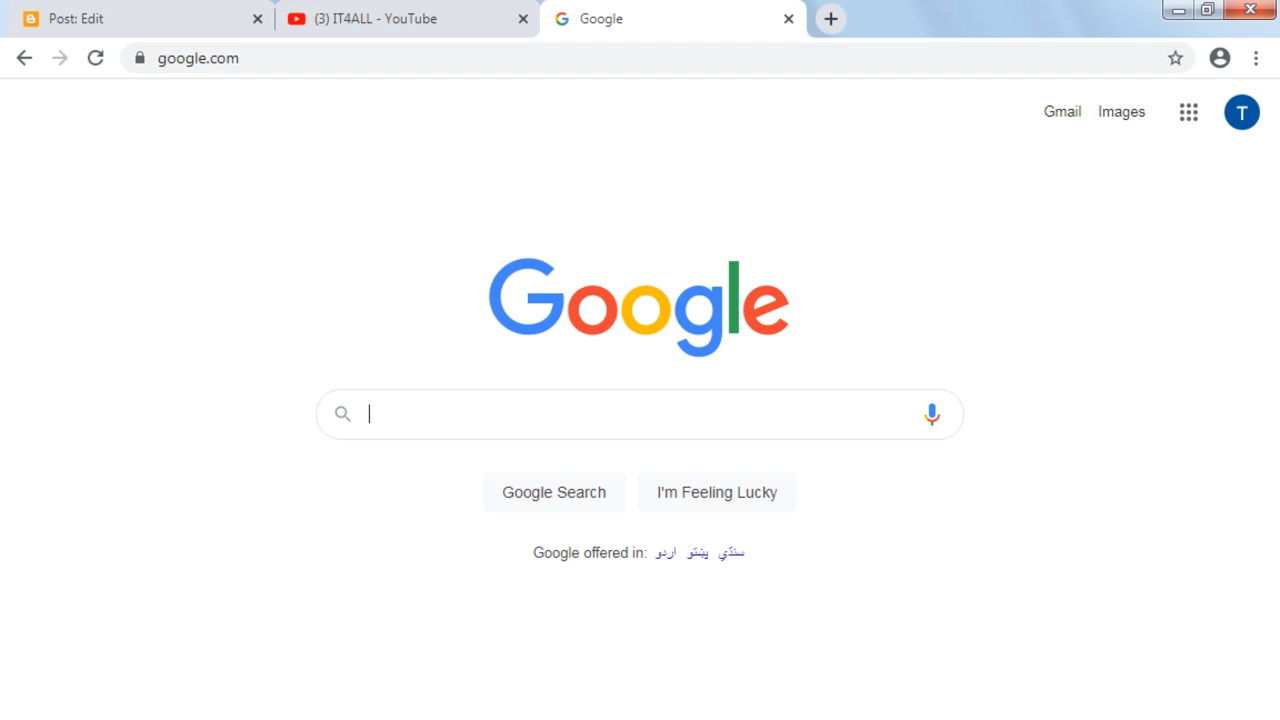 Post: Edit
(3) IT4ALL - YouTube
Google
google.com
Gmail Images
T
Google
Google Search I'm Feeling Lucky
Google offered in: اردو پښتو سنڌي